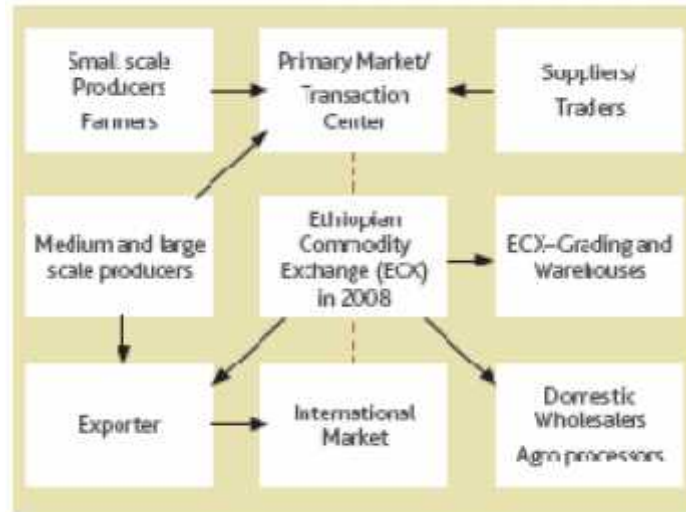 Small scale
Producers
Farmers
Primary Market/
Transaction
Center
Suppliers/
Traders
Medium and large
scale producers
Ethiopian
Commodity
Exchange (ECX)
in 2008
ECX-Grading and
Warehouses
Exporter
International
Market
Domestic
Wholesalers
Agro processors